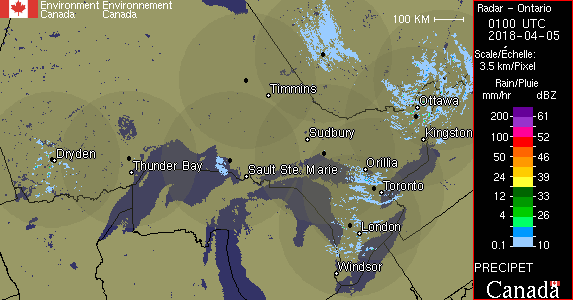 Environment Environnement
Canada Canada
100 KM
Timmins
Ottawa
Sudbury
Kingston
Dryden
Thunder Bay
Sault Ste. Marie
Orillia
Toronto
London
Windsor
Radar - Ontario
0100 UTC
2018-04-05
Scale/Échelle:
3.5 km/Pixel
Rain/Pluie
mm/hr dBZ
200 61
100 52
50 46
24 39
12 33
4 26
0.1 10
PRECIPET
Canada